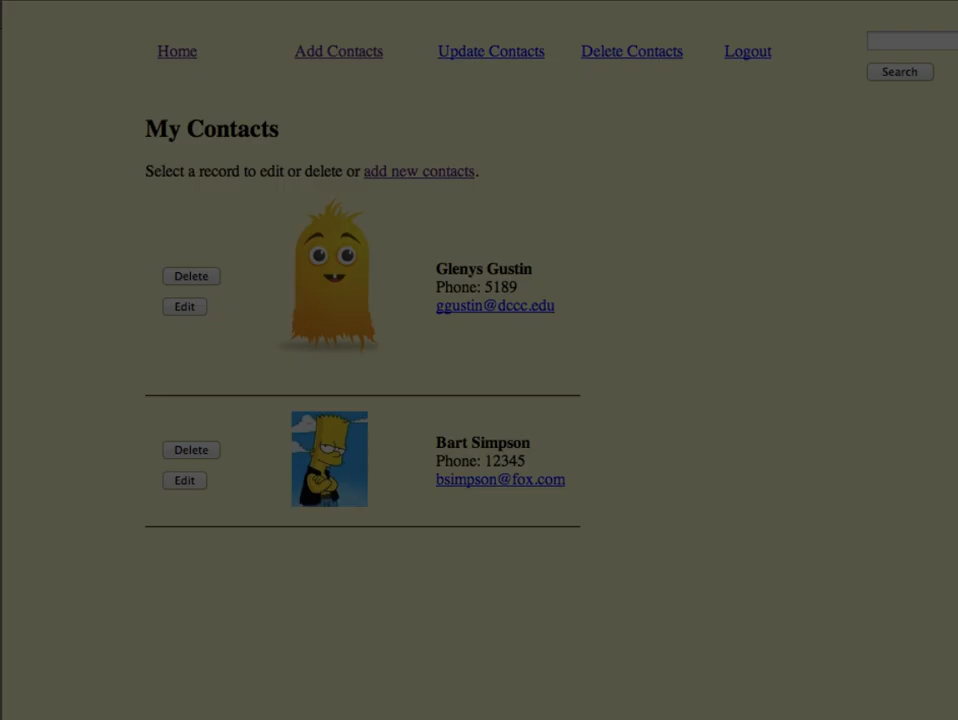 Home Add Contacts Update Contacts Delete Contacts Logout
Search
My Contacts
Select a record to edit or delete or add new contacts.
Delete
Edit
Glenys Gustin
Phone: 5189
ggustin@dccc.edu
Delete
Edit
Bart Simpson
Phone: 12345
bsimpson@fox.com